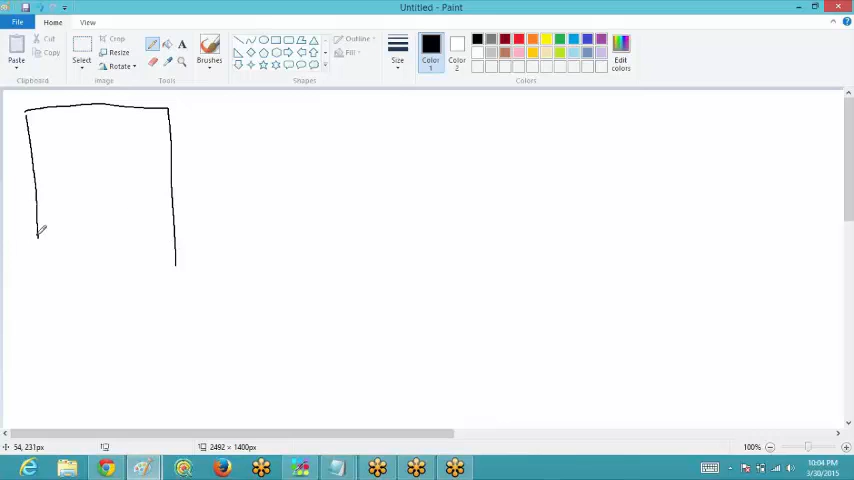 Untitled - Paint
File
Home
View
Paste
Cut
Copy
Clipboard
Select
Crop
Resize
Rotate
Image
A
Tools
Brushes
Outline
Fill
Shapes
Size
Color
1
Color
2
Edit
colors
Colors
54, 231px
2492 × 1400px
100%
10:04 PM
3/30/2015